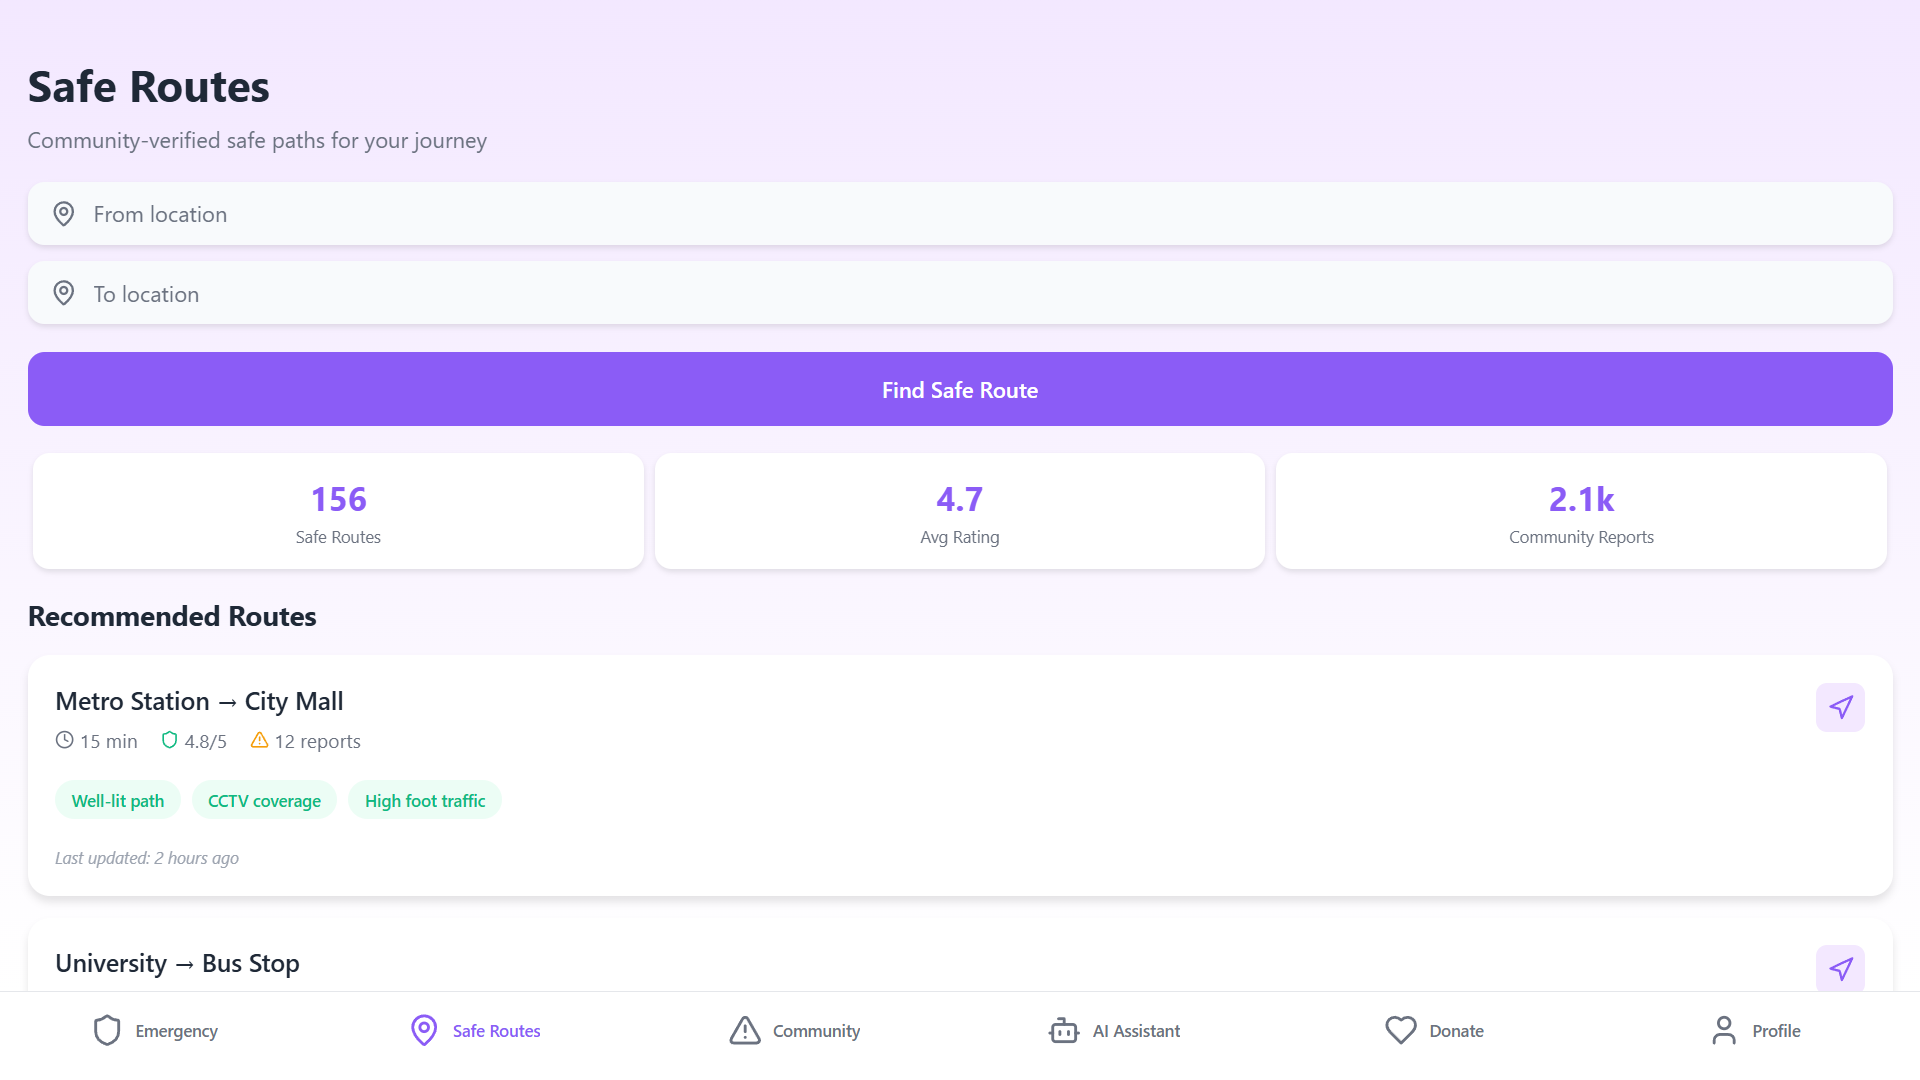 Safe Routes
Community-verified safe paths for your journey
From location
To location
Find Safe Route
156
Safe Routes
4.7
Avg Rating
2.1k
Community Reports
Recommended Routes
Metro Station → City Mall
15 min 4.8/5 12 reports
Well-lit path CCTV coverage High foot traffic
Last updated: 2 hours ago
University → Bus Stop
Emergency Safe Routes Community AI Assistant Donate Profile